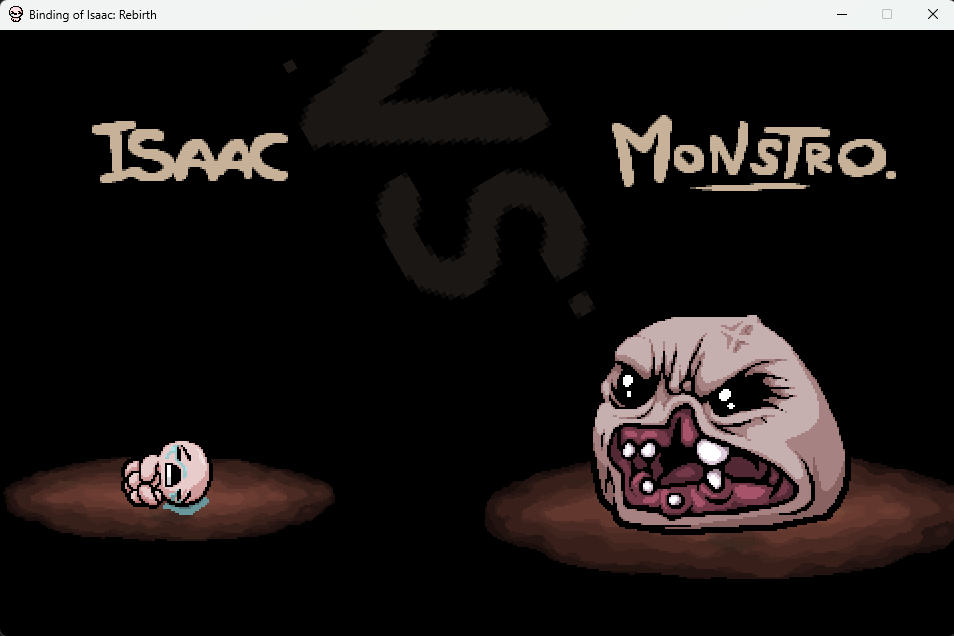 Binding of Isaac: Rebirth
VS.
ISAAC
MONSTRO.